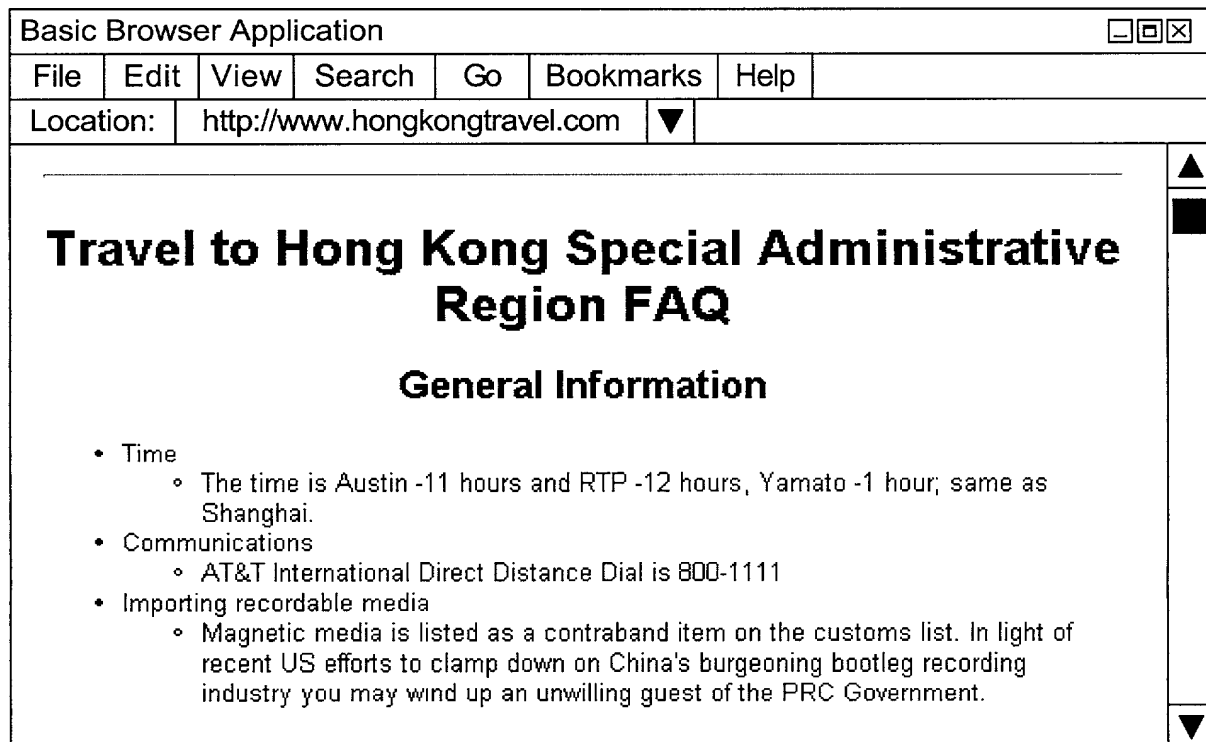 Basic Browser Application
File Edit View Search Go Bookmarks Help
Location: http://www.hongkongtravel.com
Travel to Hong Kong Special Administrative
Region FAQ
General Information
• Time
◦ The time is Austin -11 hours and RTP -12 hours, Yamato -1 hour; same as
Shanghai.
• Communications
◦ AT&T International Direct Distance Dial is 800-1111
• Importing recordable media
◦ Magnetic media is listed as a contraband item on the customs list. In light of
recent US efforts to clamp down on China's burgeoning bootleg recording
industry you may wind up an unwilling guest of the PRC Government.